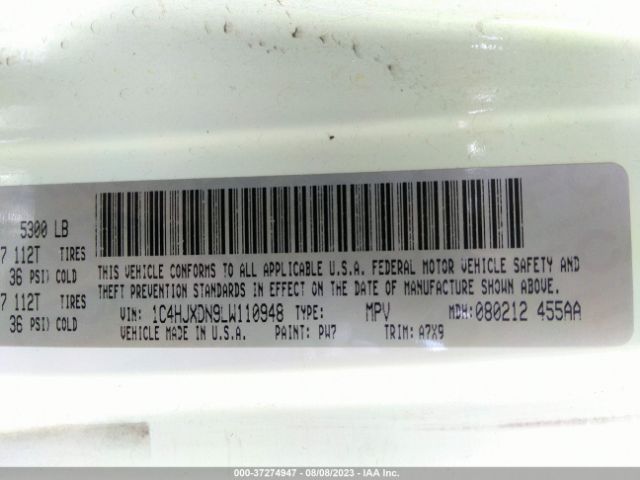 5300 LB
7 112T TIRES
36 PSI) COLD
7 112T TIRES
36 PSI) COLD
THIS VEHICLE CONFORMS TO ALL APPLICABLE U.S.A. FEDERAL MOTOR VEHICLE SAFETY AND
THEFT PREVENTION STANDARDS IN EFFECT ON THE DATE OF MANUFACTURE SHOWN ABOVE.
VIN: 1C4HJXDN9LW110948 TYPE: MPV MDH: 080212 455AA
VEHICLE MADE IN U.S.A. PAINT: PW7 TRIM: A7X9
000-37274947 - 08/08/2023 - IAAI.com